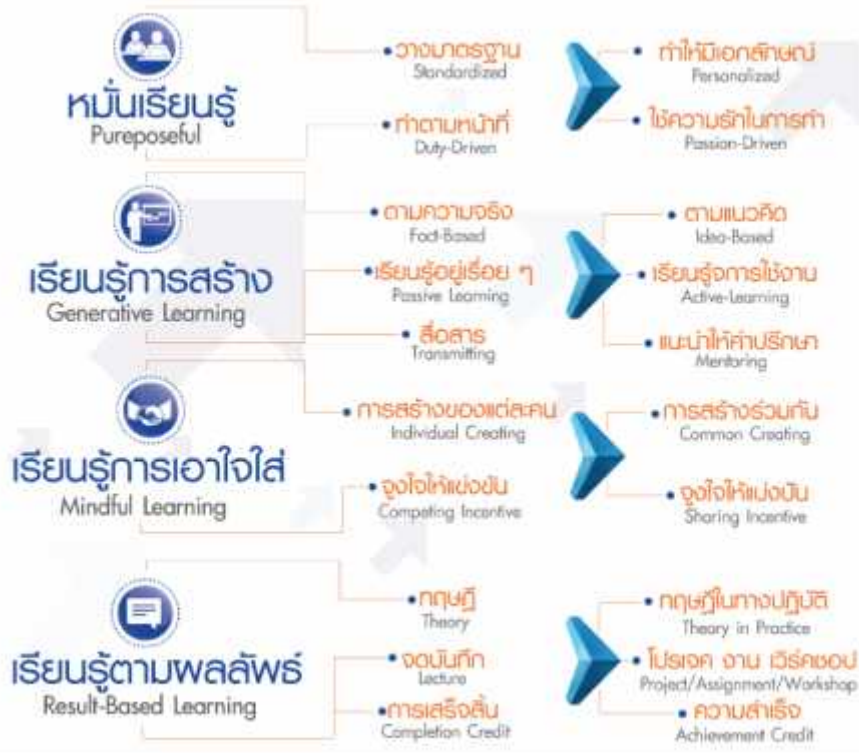 หมั่นเรียนรู้
Pureposeful
• วางมาตรฐาน
Standardized
• ทำตามหน้าที่
Duty-Driven
• ทำให้มีเอกลักษณ์
Personalized
• ใช้ความรักในการทำ
Passion-Driven
เรียนรู้การสร้าง
Generative Learning
• ตามความจริง
Fact-Based
• เรียนรู้อยู่เรื่อย ๆ
Passive Learning
• สื่อสาร
Transmitting
• ตามแนวคิด
Idea-Based
• เรียนรู้จการใช้งาน
Active-Learning
• แนะนำให้คำปรึกษา
Mentoring
เรียนรู้การเอาใจใส่
Mindful Learning
• การสร้างของแต่ละคน
Individual Creating
• จูงใจให้แข่งขัน
Competing Incentive
• การสร้างร่วมกัน
Common Creating
• จูงใจให้แบ่งปัน
Sharing Incentive
เรียนรู้ตามผลลัพธ์
Result-Based Learning
• ทฤษฎี
Theory
• จดบันทึก
Lecture
• การเสร็จสิ้น
Completion Credit
• ทฤษฎีในทางปฏิบัติ
Theory in Practice
• โปรเจค งาน เวิร์คชอป
Project/Assignment/Workshop
• ความสำเร็จ
Achievement Credit